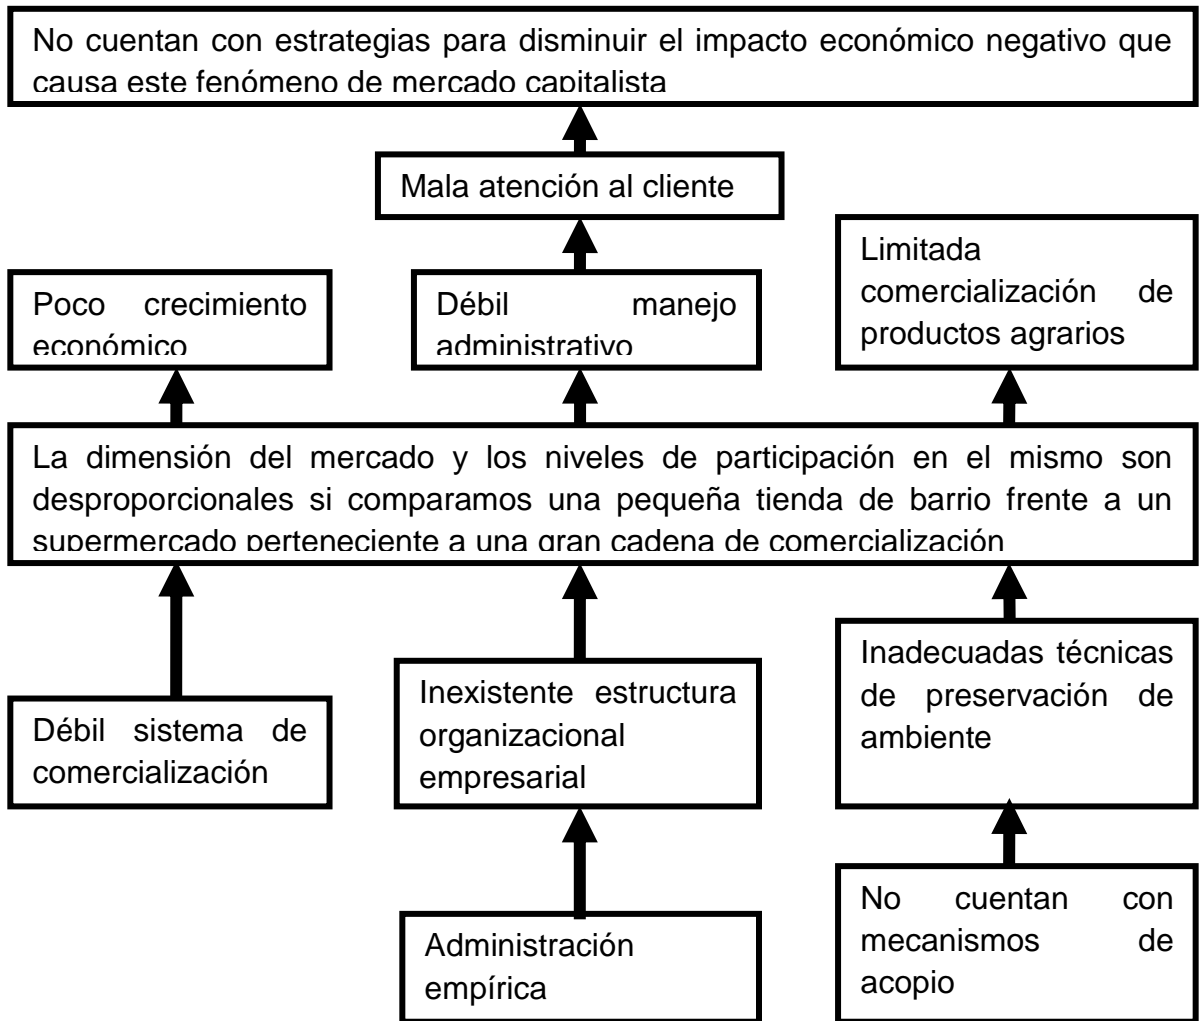 No cuentan con estrategias para disminuir el impacto económico negativo que
causa este fenómeno de mercado capitalista
Mala atención al cliente
Poco crecimiento
económico
Débil manejo
administrativo
Limitada
comercialización de
productos agrarios
La dimensión del mercado y los niveles de participación en el mismo son
desproporcionales si comparamos una pequeña tienda de barrio frente a un
supermercado perteneciente a una gran cadena de comercialización
Débil sistema de
comercialización
Inexistente estructura
organizacional
empresarial
Inadecuadas técnicas
de preservación de
ambiente
Administración
empírica
No cuentan con
mecanismos de
acopio